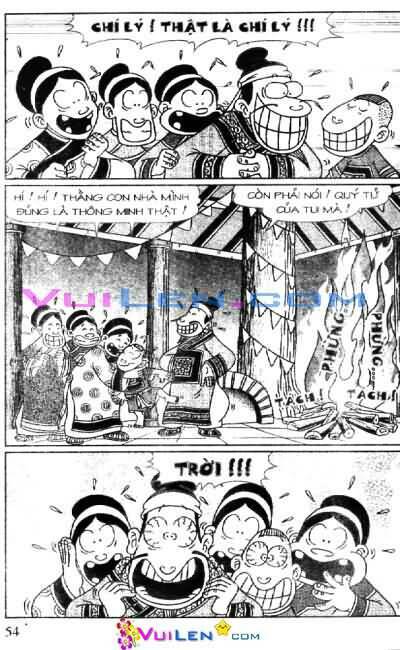 CHÍ LÝ ! THẬT LÀ CHÍ LÝ !!!
HÍ ! HÍ ! THẰNG CON NHÀ MÌNH
ĐÚNG LÀ THÔNG MINH THẬT !
CÒN PHẢI NÓI ! QUÝ TỬ
CỦA TUI MÀ !
VUILEN.COM
PHỪNG
PHỪNG
TÁCH !
TÁCH !
TRỜI !!!
54
VUILEN.COM